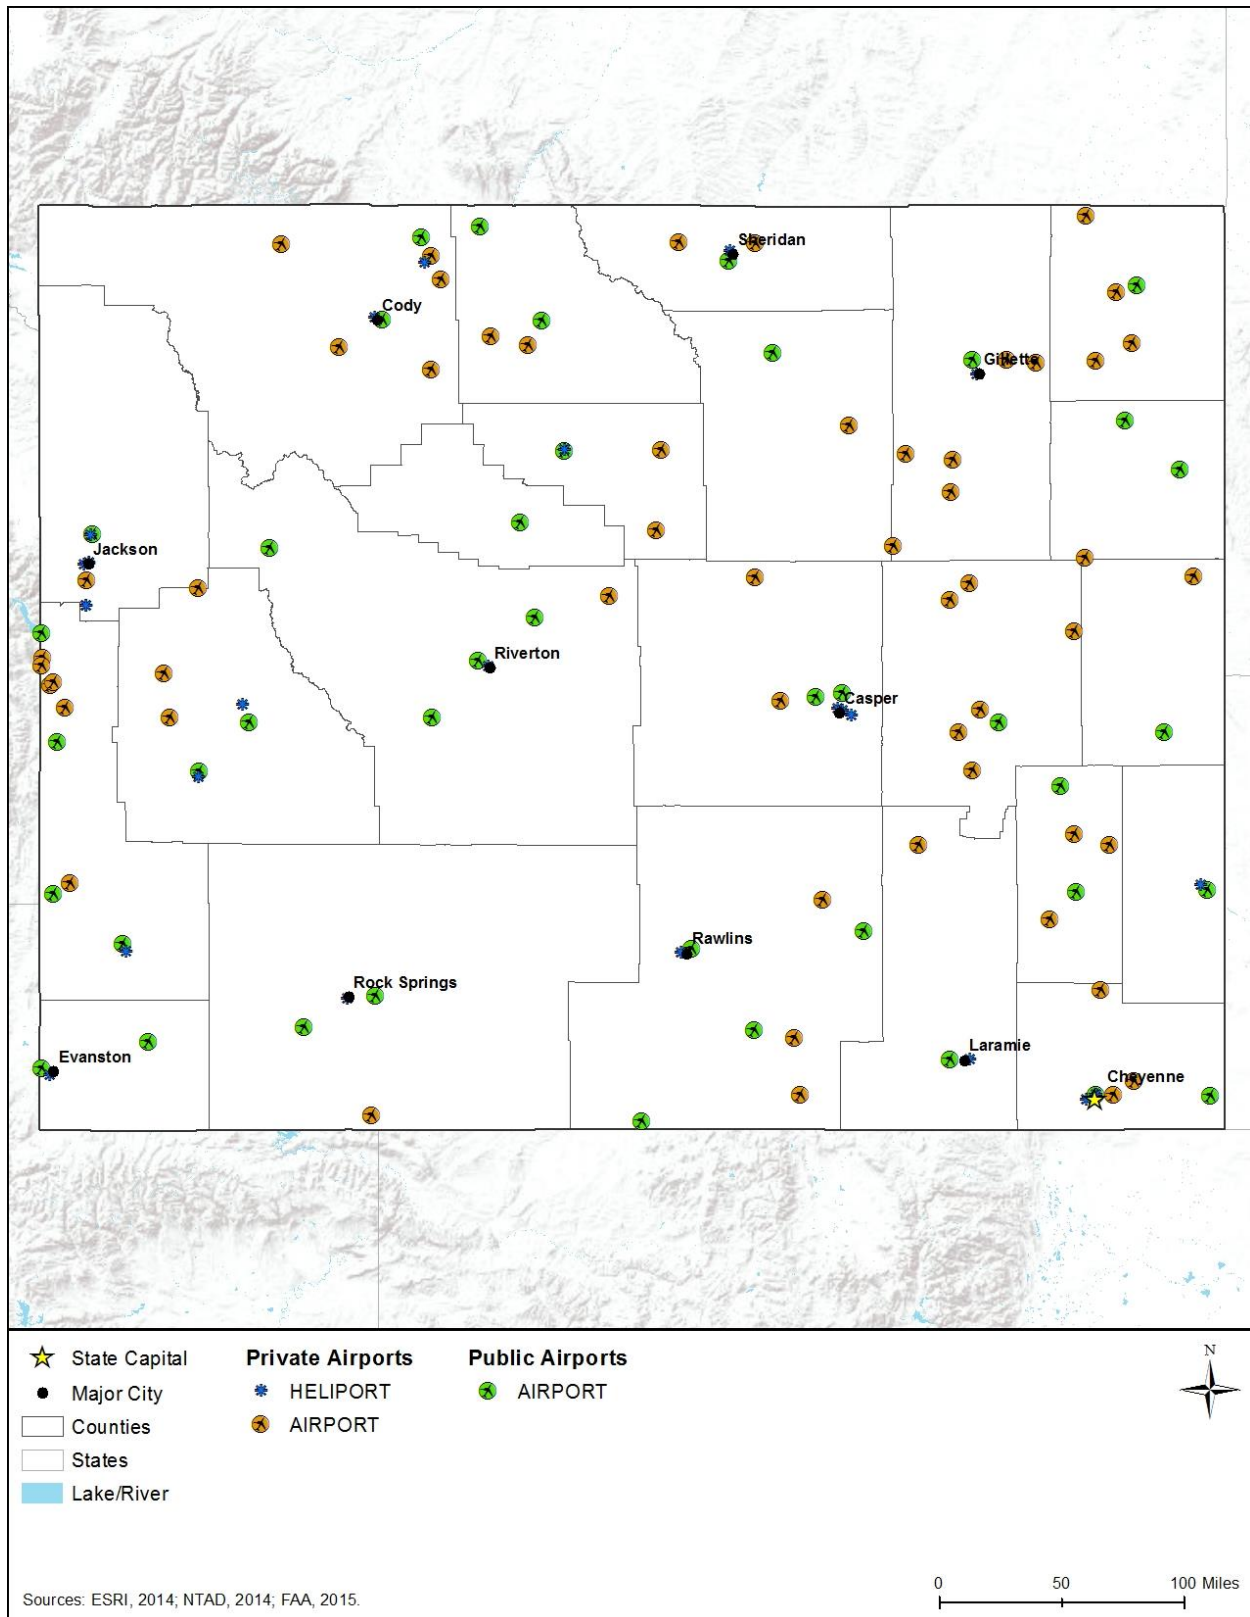 Sheridan
Cody
Gillette
Jackson
Riverton
Casper
Rawlins
Rock Springs
Laramie
Evanston
Cheyenne
State Capital
Major City
Counties
States
Lake/River
Private Airports
HELIPORT
AIRPORT
Public Airports
AIRPORT
N
Sources: ESRI, 2014; NTAD, 2014; FAA, 2015.
0 50 100 Miles